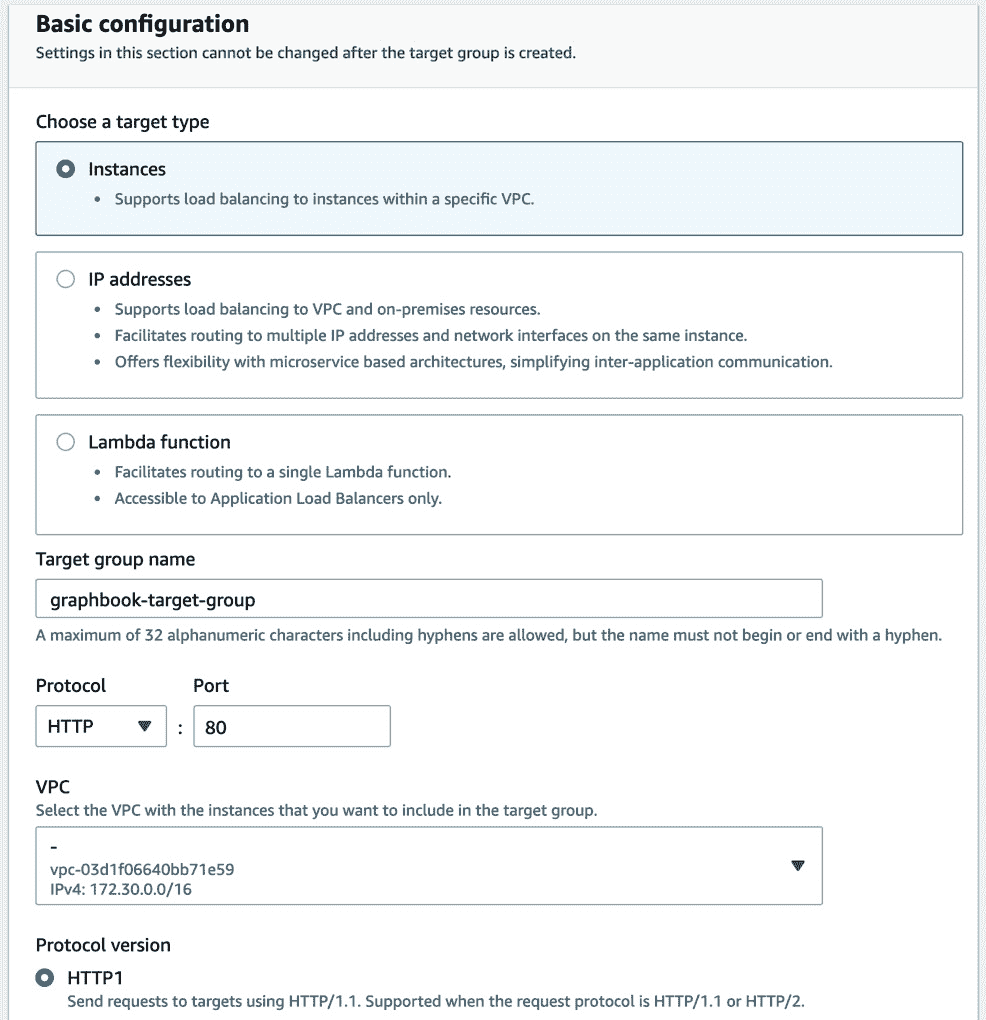 Basic configuration
Settings in this section cannot be changed after the target group is created.
Choose a target type
Instances
• Supports load balancing to instances within a specific VPC.
IP addresses
• Supports load balancing to VPC and on-premises resources.
• Facilitates routing to multiple IP addresses and network interfaces on the same instance.
• Offers flexibility with microservice based architectures, simplifying inter-application communication.
Lambda function
• Facilitates routing to a single Lambda function.
• Accessible to Application Load Balancers only.
Target group name
graphbook-target-group
A maximum of 32 alphanumeric characters including hyphens are allowed, but the name must not begin or end with a hyphen.
Protocol Port
HTTP : 80
VPC
Select the VPC with the instances that you want to include in the target group.
-
vpc-03d1f06640bb71e59
IPv4: 172.30.0.0/16
Protocol version
HTTP1
Send requests to targets using HTTP/1.1. Supported when the request protocol is HTTP/1.1 or HTTP/2.